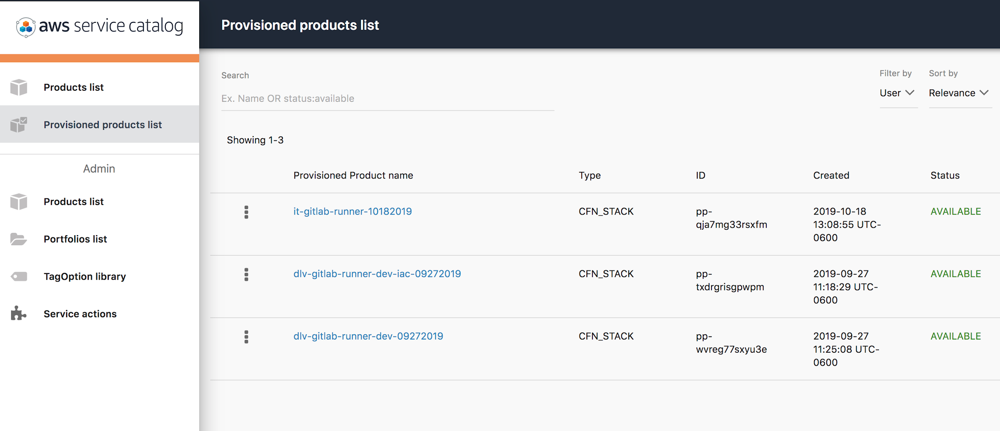 aws service catalog
Provisioned products list
Products list
Provisioned products list
Admin
Products list
Portfolios list
TagOption library
Service actions
Search
Ex. Name OR status:available
Filter by
User
Sort by
Relevance
Showing 1-3
Provisioned Product name Type ID Created Status
it-gitlab-runner-10182019 CFN_STACK pp- 2019-10-18 AVAILABLE
qja7mg33rsxfm 13:08:55 UTC-
0600
dlv-gitlab-runner-dev-iac-09272019 CFN_STACK pp- 2019-09-27 AVAILABLE
txdrgrisgpwpm 11:18:29 UTC-
0600
dlv-gitlab-runner-dev-09272019 CFN_STACK pp- 2019-09-27 AVAILABLE
wvreg77sxyu3e 11:25:08 UTC-
0600